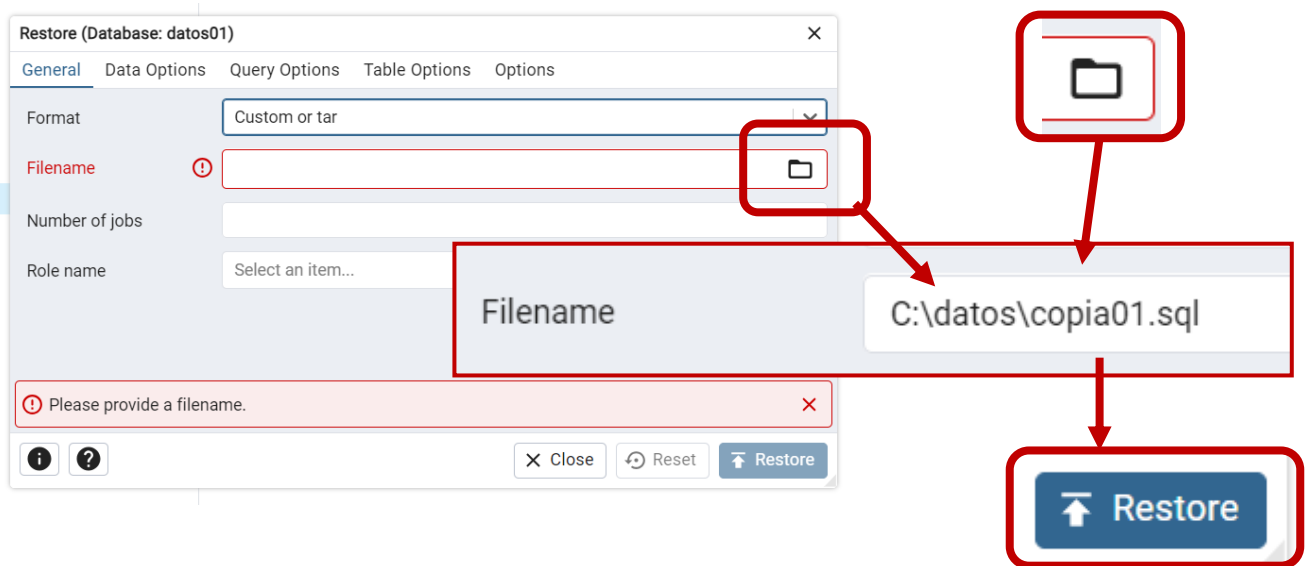 Restore (Database: datos01)
General Data Options Query Options Table Options Options
Format Custom or tar
Filename
Number of jobs
Role name Select an item...
Filename C:\datos\copia01.sql
Please provide a filename.
Close Reset Restore
Restore